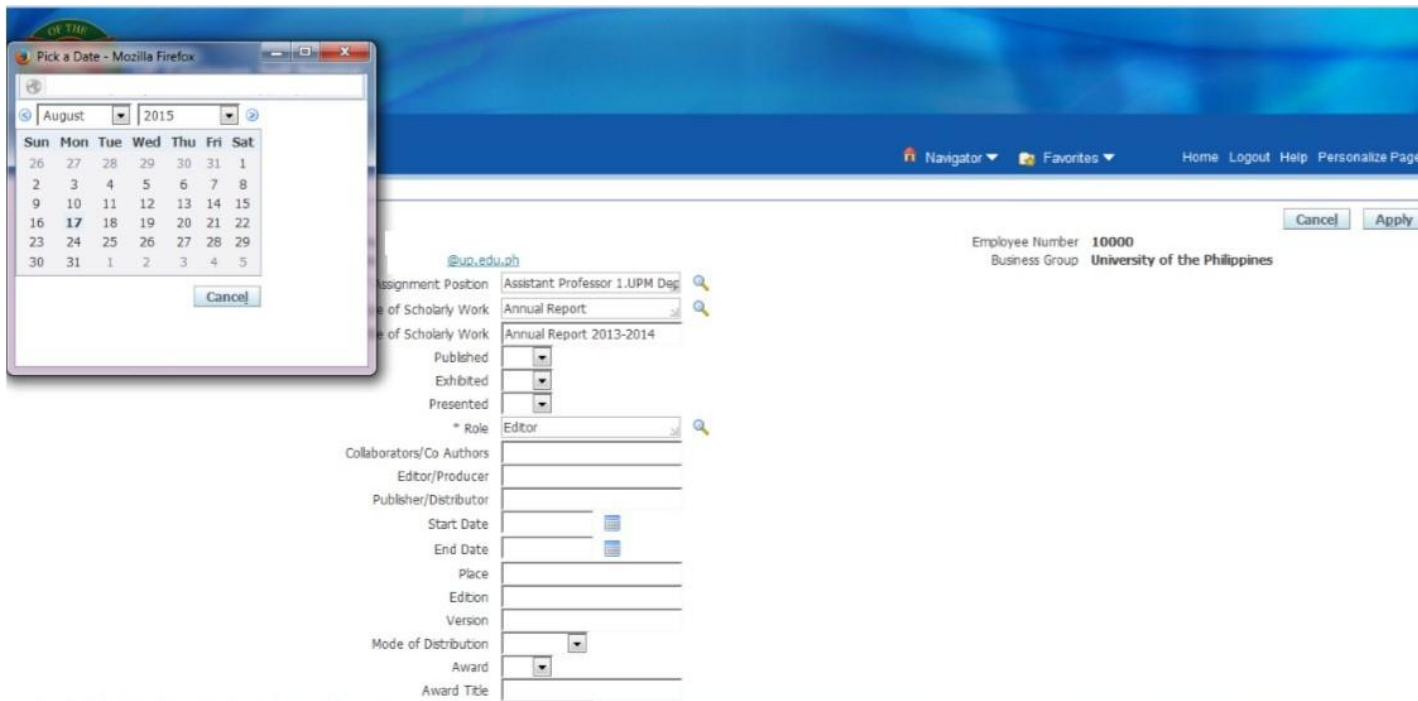 OF THE
Pick a Date - Mozilla Firefox
August 2015
Sun Mon Tue Wed Thu Fri Sat
26 27 28 29 30 31 1
2 3 4 5 6 7 8
9 10 11 12 13 14 15
16 17 18 19 20 21 22
23 24 25 26 27 28 29
30 31 1 2 3 4 5
Cancel
Navigator Favorites Home Logout Help Personalize Page
Cancel Apply
Employee Number 10000
Business Group University of the Philippines
@up.edu.ph
Position Assistant Professor 1.UPM
of Scholarly Work Annual Report
of Scholarly Work Annual Report 2013-2014
Published
Exhibited
Presented
* Role Editor
Collaborators/Co Authors
Editor/Producer
Publisher/Distributor
Start Date
End Date
Place
Edition
Version
Mode of Distribution
Award
Award Title